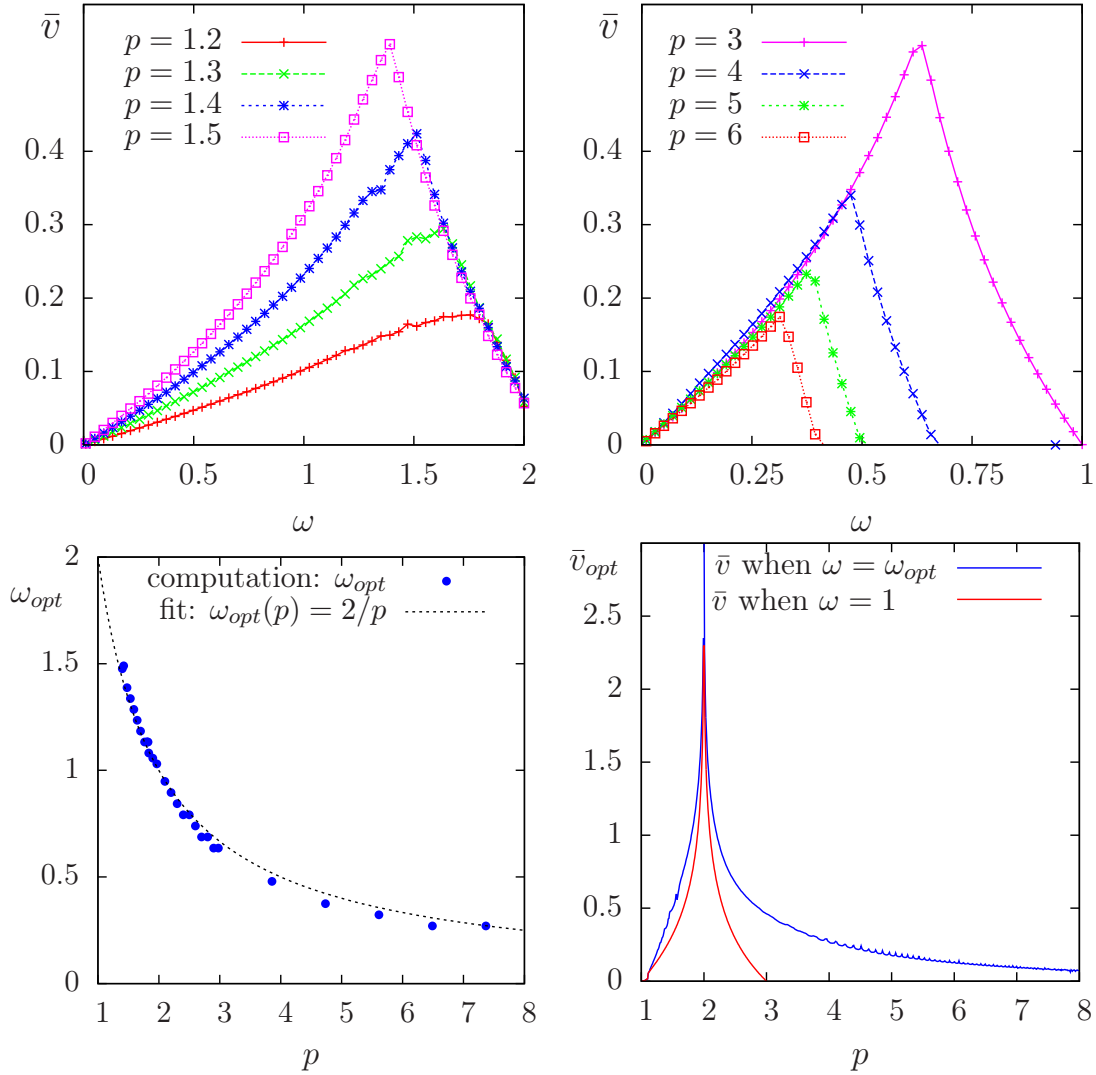 v̄
p = 1.2
p = 1.3
p = 1.4
p = 1.5
0.4
0.3
0.2
0.1
0
0 0.5 1 1.5 2
ω
v̄
p = 3
p = 4
p = 5
p = 6
0.4
0.3
0.2
0.1
0
0 0.25 0.5 0.75 1
ω
ω_opt
computation: ω_opt
fit: ω_opt(p) = 2/p
2
1.5
1
0.5
0
1 2 3 4 5 6 7 8
p
v̄_opt
v̄ when ω = ω_opt
v̄ when ω = 1
2.5
2
1.5
1
0.5
0
1 2 3 4 5 6 7 8
p